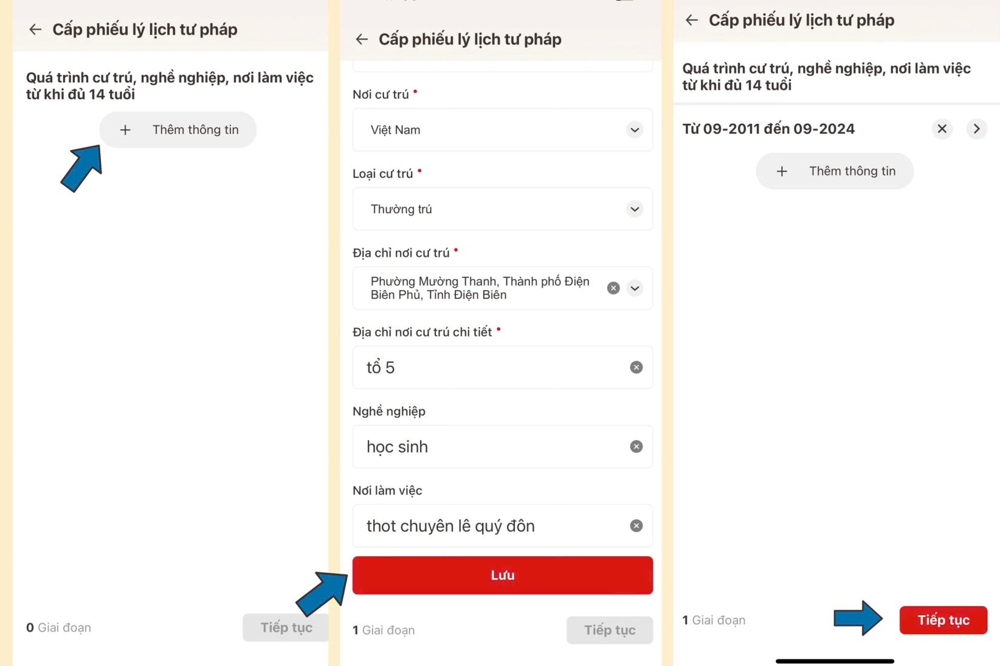 Cấp phiếu lý lịch tư pháp
Quá trình cư trú, nghề nghiệp, nơi làm việc
từ khi đủ 14 tuổi
Thêm thông tin
0 Giai đoạn
Tiếp tục
Cấp phiếu lý lịch tư pháp
Nơi cư trú
Việt Nam
Loại cư trú
Thường trú
Địa chỉ nơi cư trú
Phường Mường Thanh, Thành phố Điện
Biên Phủ, Tỉnh Điện Biên
Địa chỉ nơi cư trú chi tiết
tổ 5
Nghề nghiệp
học sinh
Nơi làm việc
thot chuyên lê quý đôn
Lưu
1 Giai đoạn
Tiếp tục
Cấp phiếu lý lịch tư pháp
Quá trình cư trú, nghề nghiệp, nơi làm việc
từ khi đủ 14 tuổi
Từ 09-2011 đến 09-2024
Thêm thông tin
1 Giai đoạn
Tiếp tục